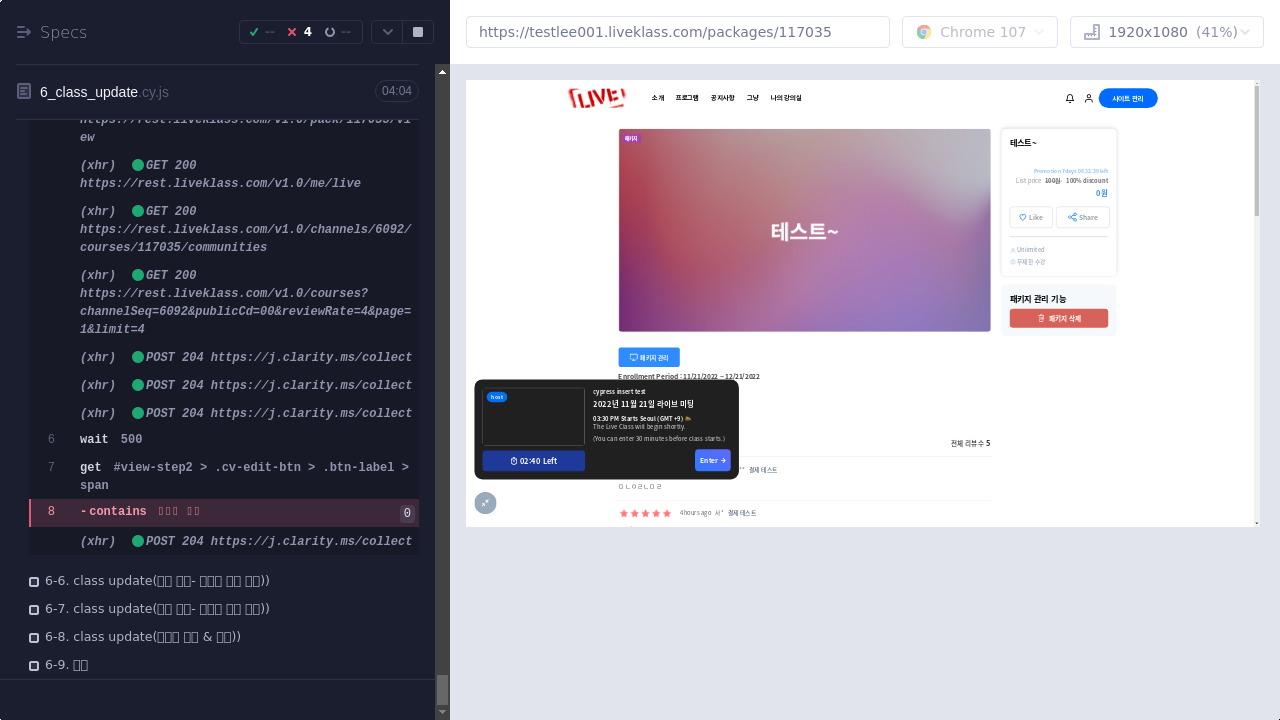 Specs
--
4
--
https://testlee001.liveklass.com/packages/117035
Chrome 107
1920x1080 (41%)
6_class_update.cy.js
04:04
https://rest.liveklass.com/v1.0/pack/117035/vi
ew
(xhr) GET 200
https://rest.liveklass.com/v1.0/me/live
(xhr) GET 200
https://rest.liveklass.com/v1.0/channels/6092/
courses/117035/communities
(xhr) GET 200
https://rest.liveklass.com/v1.0/courses?
channelSeq=6092&publicCd=00&reviewRate=4&page=
1&limit=4
(xhr) POST 204 https://j.clarity.ms/collect
(xhr) POST 204 https://j.clarity.ms/collect
(xhr) POST 204 https://j.clarity.ms/collect
6 wait 500
7 get #view-step2 > .cv-edit-btn > .btn-label >
span
8 -contains
0
(xhr) POST 204 https://j.clarity.ms/collect
6-6. class update(
6-7. class update(
6-8. class update(
6-9.
LIVE!
소개 프로그램 공지사항 그냥 나의 강의실
사이트 관리
패키지
테스트~
테스트~
Promotion 7days 08:32:39 left
List price 100원 100% discount
0원
Like
Share
Unlimited
무제한 수강
패키지 관리 기능
패키지 삭제
패키지 관리
Enrollment Period : 11/21/2022 ~ 12/21/2022
host
cypress insert test
2022년 11월 21일 라이브 미팅
03:30 PM Starts Seoul (GMT +9)
The Live Class will begin shortly.
(You can enter 30 minutes before class starts.)
02:40 Left
Enter →
전체 리뷰수 5
결제 테스트
ㅁㄴㅇㄹㄴㅁㄹ
4hours ago 서* 결제 테스트